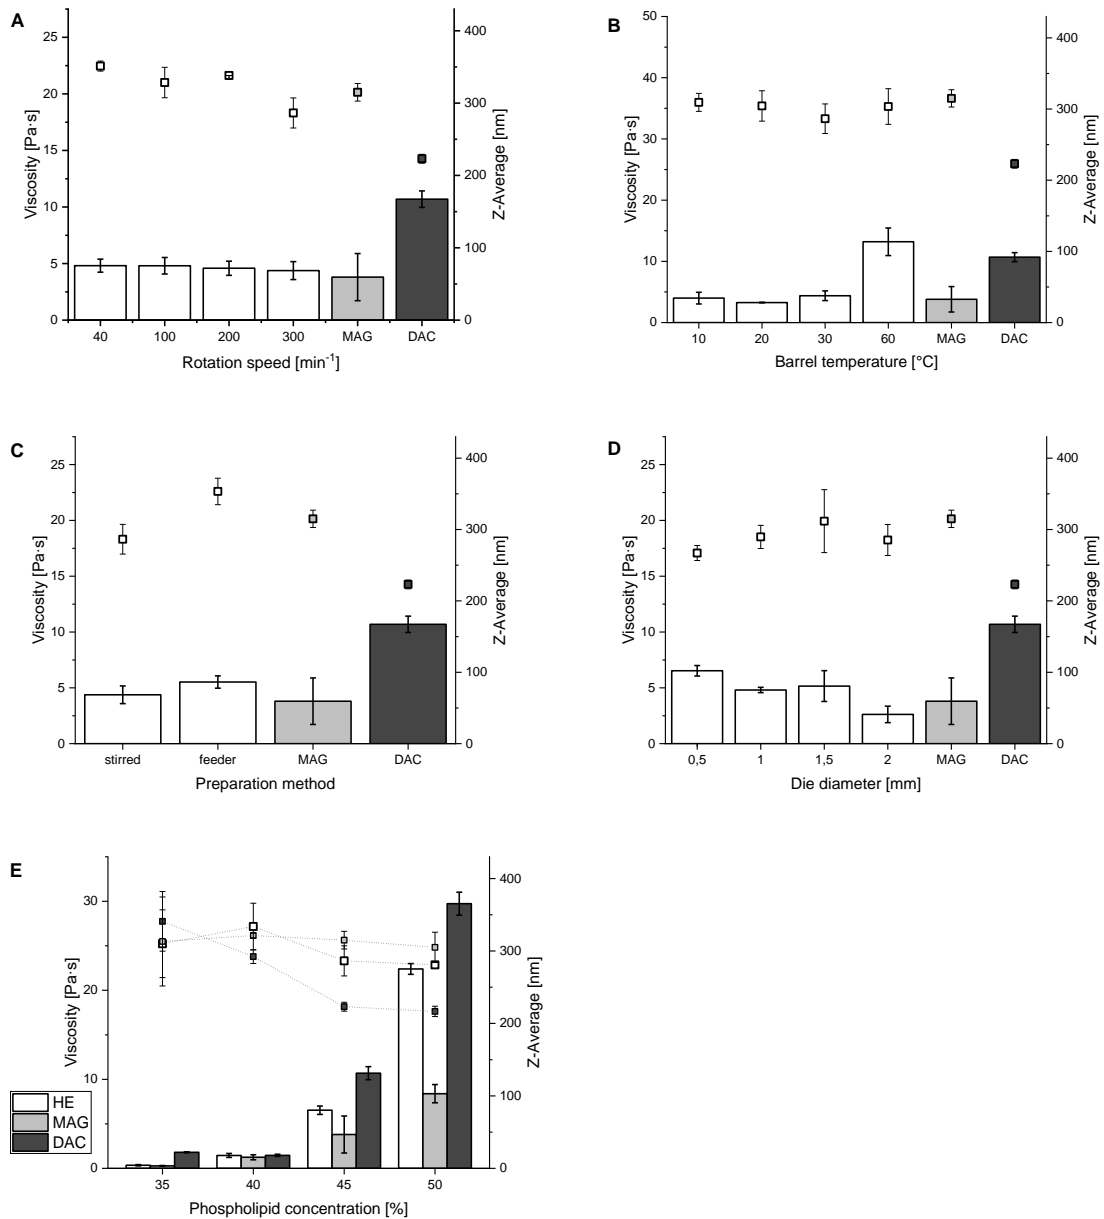 A
Viscosity [Pa·s]
25
20
15
10
5
0
400
300
200
100
0
Z-Average [nm]
40 100 200 300 MAG DAC
Rotation speed [min⁻¹]
B
Viscosity [Pa·s]
50
40
30
20
10
0
400
300
200
100
0
Z-Average [nm]
10 20 30 60 MAG DAC
Barrel temperature [°C]
C
Viscosity [Pa·s]
25
20
15
10
5
0
400
300
200
100
0
Z-Average [nm]
stirred feeder MAG DAC
Preparation method
D
Viscosity [Pa·s]
25
20
15
10
5
0
400
300
200
100
0
Z-Average [nm]
0,5 1 1,5 2 MAG DAC
Die diameter [mm]
E
Viscosity [Pa·s]
30
20
10
0
400
300
200
100
0
Z-Average [nm]
HE
MAG
DAC
35 40 45 50
Phospholipid concentration [%]